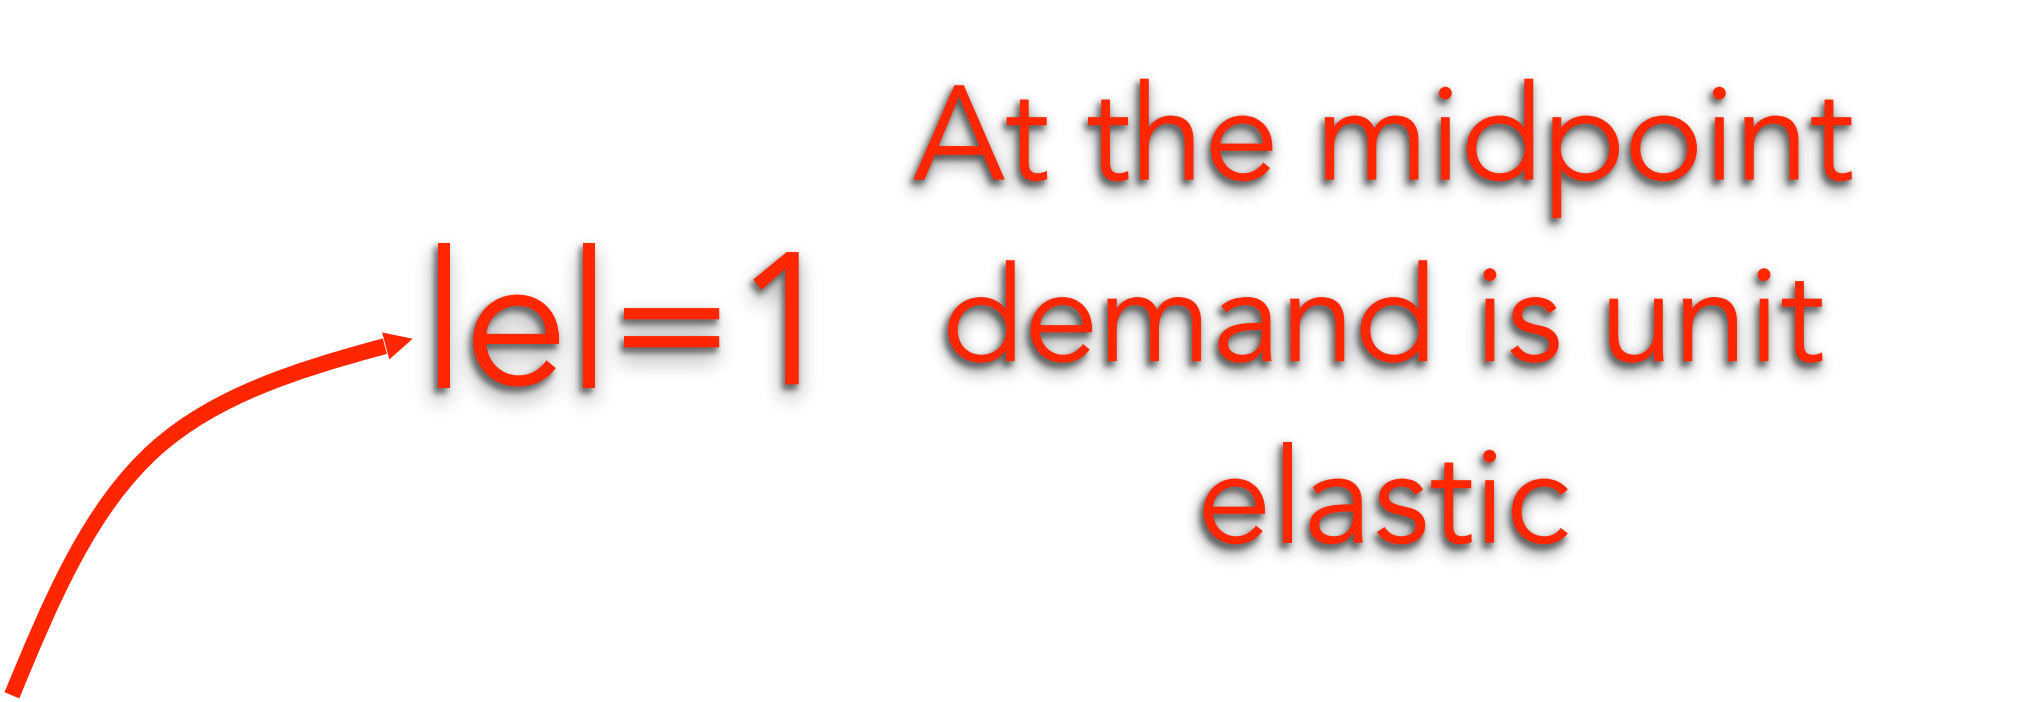 |e|=1
At the midpoint
demand is unit
elastic